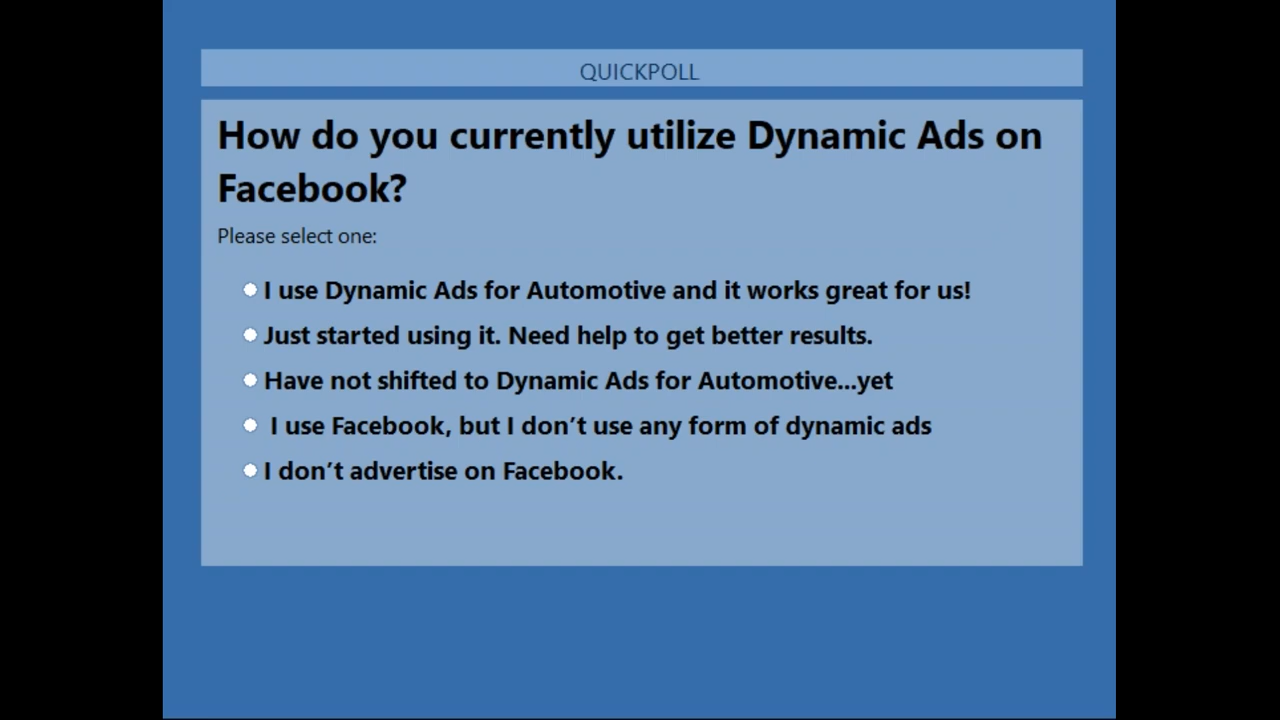 QUICKPOLL
How do you currently utilize Dynamic Ads on
Facebook?
Please select one:
I use Dynamic Ads for Automotive and it works great for us!
Just started using it. Need help to get better results.
Have not shifted to Dynamic Ads for Automotive...yet
I use Facebook, but I don’t use any form of dynamic ads
I don’t advertise on Facebook.